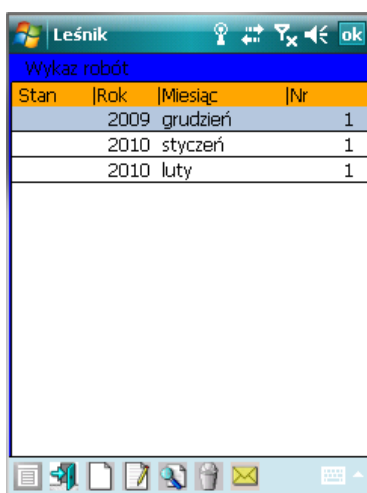 Leśnik ok
Wykaz robót
Stan |Rok |Miesiąc |Nr
2009 grudzień 1
2010 styczeń 1
2010 luty 1